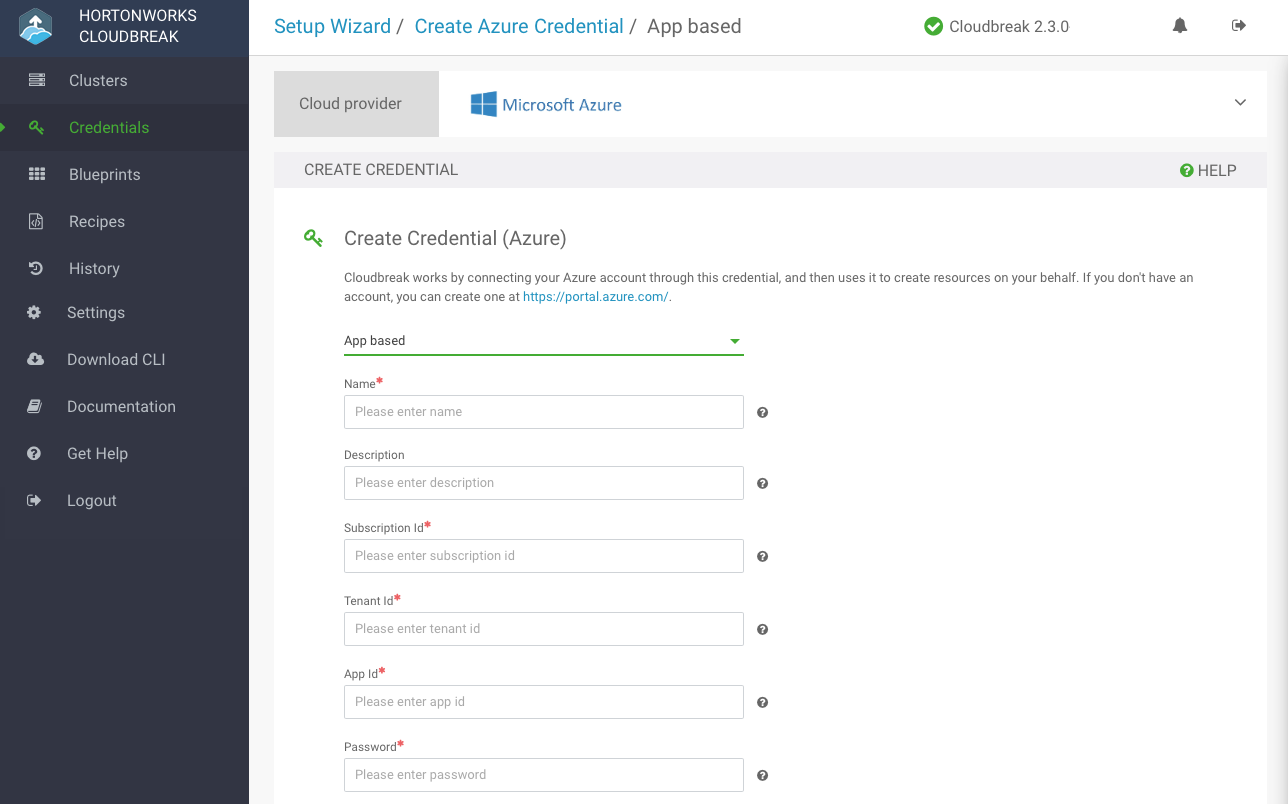 HORTONWORKS
CLOUDBREAK
Clusters
Credentials
Blueprints
Recipes
History
Settings
Download CLI
Documentation
Get Help
Logout
Setup Wizard / Create Azure Credential / App based
Cloudbreak 2.3.0
Cloud provider
Microsoft Azure
CREATE CREDENTIAL
? HELP
Create Credential (Azure)
Cloudbreak works by connecting your Azure account through this credential, and then uses it to create resources on your behalf. If you don't have an
account, you can create one at https://portal.azure.com/.
App based
Name*
Please enter name
?
Description
Please enter description
?
Subscription Id*
Please enter subscription id
?
Tenant Id*
Please enter tenant id
?
App Id*
Please enter app id
?
Password*
Please enter password
?